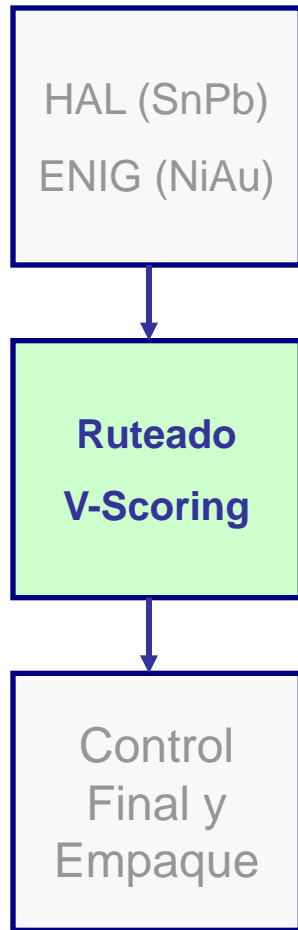 HAL (SnPb)
ENIG (NiAu)
Ruteado
V-Scoring
Control
Final y
Empaque